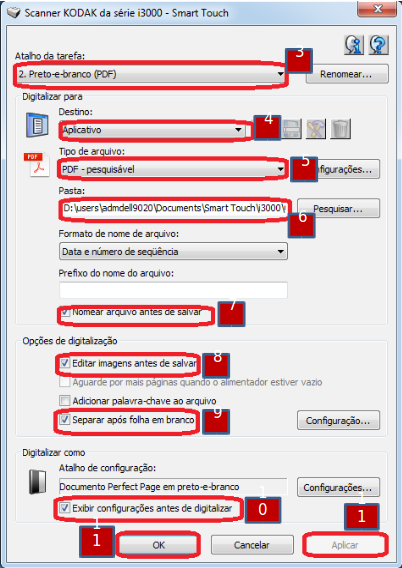 Scanner KODAK da série i3000 - Smart Touch
Atalho da tarefa:
3
2. Preto-e-branco (PDF)
Renomear...
Digitalizar para
Destino:
4
Aplicativo
Tipo de arquivo:
PDF
PDF - pesquisável
5
figurações...
Pasta:
D:\users\admdell9020\Documents\Smart Touch\i3000\
6
Pesquisar...
Formato de nome de arquivo:
Data e número de seqüência
Prefixo do nome do arquivo:
7
Nomear arquivo antes de salvar
Opções de digitalização
8
Editar imagens antes de salvar
Aguarde por mais páginas quando o alimentador estiver vazio
Adicionar palavra-chave ao arquivo
9
Separar após folha em branco
Configuração...
Digitalizar como
Atalho de configuração:
Documento Perfect Page em preto-e-branco
Configurações...
1
0
Exibir configurações antes de digitalizar
1
1
1
1
OK
Cancelar
Aplicar